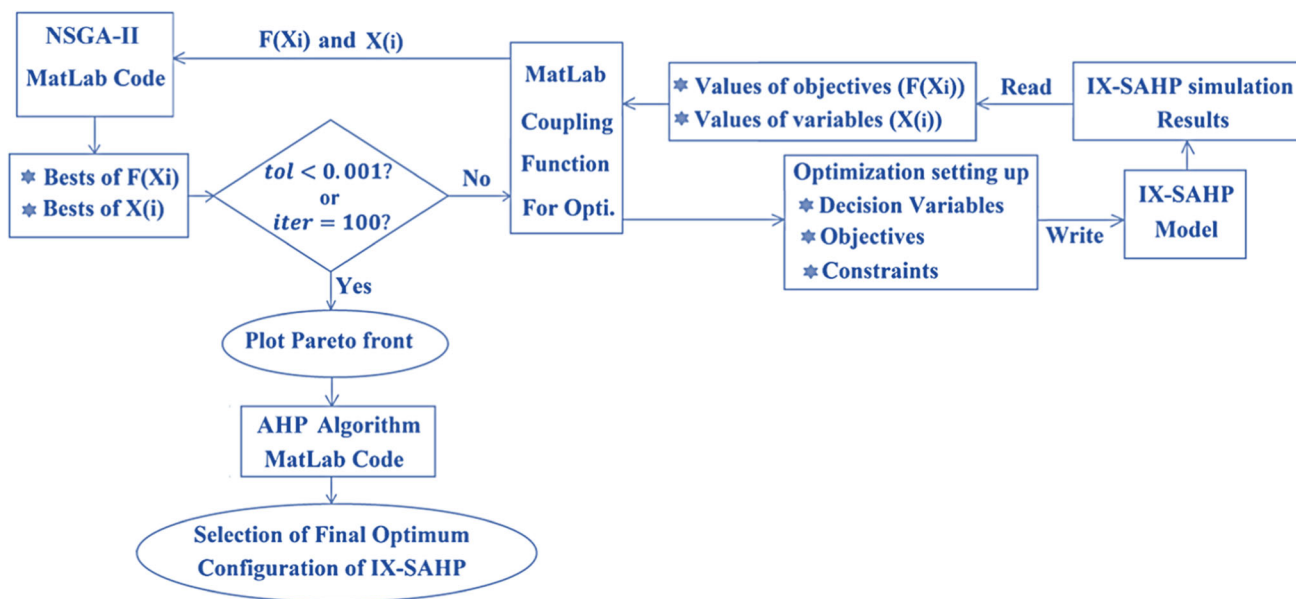 NSGA-II
MatLab Code
F(Xi) and X(i)
MatLab
Coupling
Function
For Opti.
✶ Values of objectives (F(Xi))
✶ Values of variables (X(i))
Read
IX-SAHP simulation
Results
✶ Bests of F(Xi)
✶ Bests of X(i)
tol < 0.001?
or
iter = 100?
No
Optimization setting up
✶ Decision Variables
✶ Objectives
✶ Constraints
Write
IX-SAHP
Model
Yes
Plot Pareto front
AHP Algorithm
MatLab Code
Selection of Final Optimum
Configuration of IX-SAHP